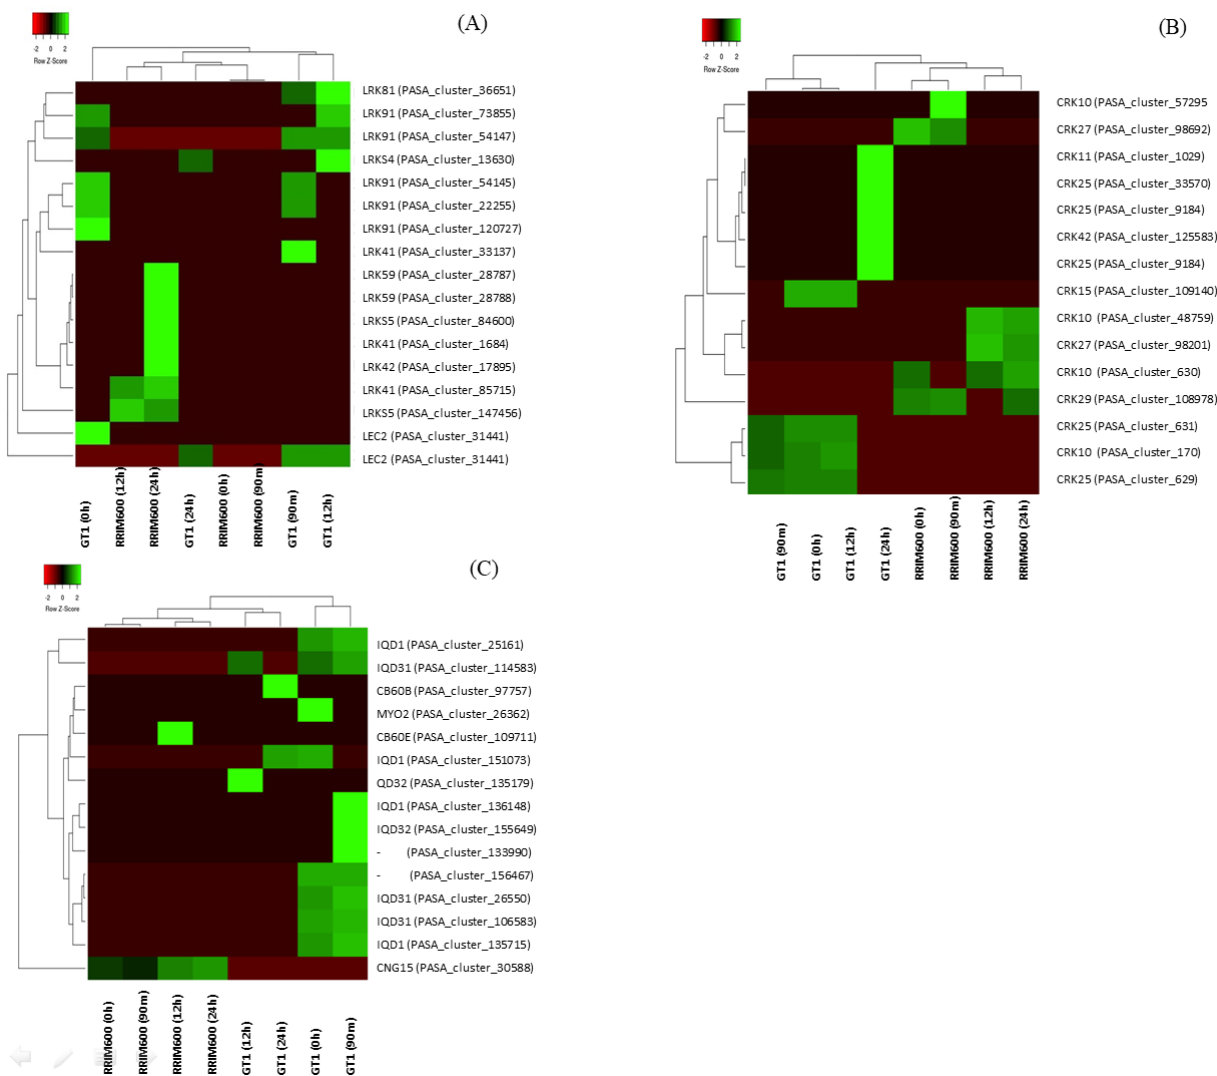 (A)
-2 0 2
Row Z-Score
LRK81 (PASA_cluster_36651)
LRK91 (PASA_cluster_73855)
LRK91 (PASA_cluster_54147)
LRKS4 (PASA_cluster_13630)
LRK91 (PASA_cluster_54145)
LRK91 (PASA_cluster_22255)
LRK91 (PASA_cluster_120727)
LRK41 (PASA_cluster_33137)
LRK59 (PASA_cluster_28787)
LRK59 (PASA_cluster_28788)
LRKS5 (PASA_cluster_84600)
LRK41 (PASA_cluster_1684)
LRK42 (PASA_cluster_17895)
LRK41 (PASA_cluster_85715)
LRKS5 (PASA_cluster_147456)
LEC2 (PASA_cluster_31441)
LEC2 (PASA_cluster_31441)
GT1 (0h)
RRIM600 (12h)
RRIM600 (24h)
GT1 (24h)
RRIM600 (0h)
RRIM600 (90m)
GT1 (90m)
GT1 (12h)
(B)
-2 0 2
Row Z-Score
CRK10 (PASA_cluster_57295
CRK27 (PASA_cluster_98692)
CRK11 (PASA_cluster_1029)
CRK25 (PASA_cluster_33570)
CRK25 (PASA_cluster_9184)
CRK42 (PASA_cluster_125583)
CRK25 (PASA_cluster_9184)
CRK15 (PASA_cluster_109140)
CRK10 (PASA_cluster_48759)
CRK27 (PASA_cluster_98201)
CRK10 (PASA_cluster_630)
CRK29 (PASA_cluster_108978)
CRK25 (PASA_cluster_631)
CRK10 (PASA_cluster_170)
CRK25 (PASA_cluster_629)
GT1 (90m)
GT1 (0h)
GT1 (12h)
GT1 (24h)
RRIM600 (0h)
RRIM600 (90m)
RRIM600 (12h)
RRIM600 (24h)
(C)
-2 0 2
Row Z-Score
IQD1 (PASA_cluster_25161)
IQD31 (PASA_cluster_114583)
CB60B (PASA_cluster_97757)
MYO2 (PASA_cluster_26362)
CB60E (PASA_cluster_109711)
IQD1 (PASA_cluster_151073)
QD32 (PASA_cluster_135179)
IQD1 (PASA_cluster_136148)
IQD32 (PASA_cluster_155649)
- (PASA_cluster_133990)
- (PASA_cluster_156467)
IQD31 (PASA_cluster_26550)
IQD31 (PASA_cluster_106583)
IQD1 (PASA_cluster_135715)
CNG15 (PASA_cluster_30588)
RRIM600 (0h)
RRIM600 (90m)
RRIM600 (12h)
RRIM600 (24h)
GT1 (12h)
GT1 (24h)
GT1 (0h)
GT1 (90m)